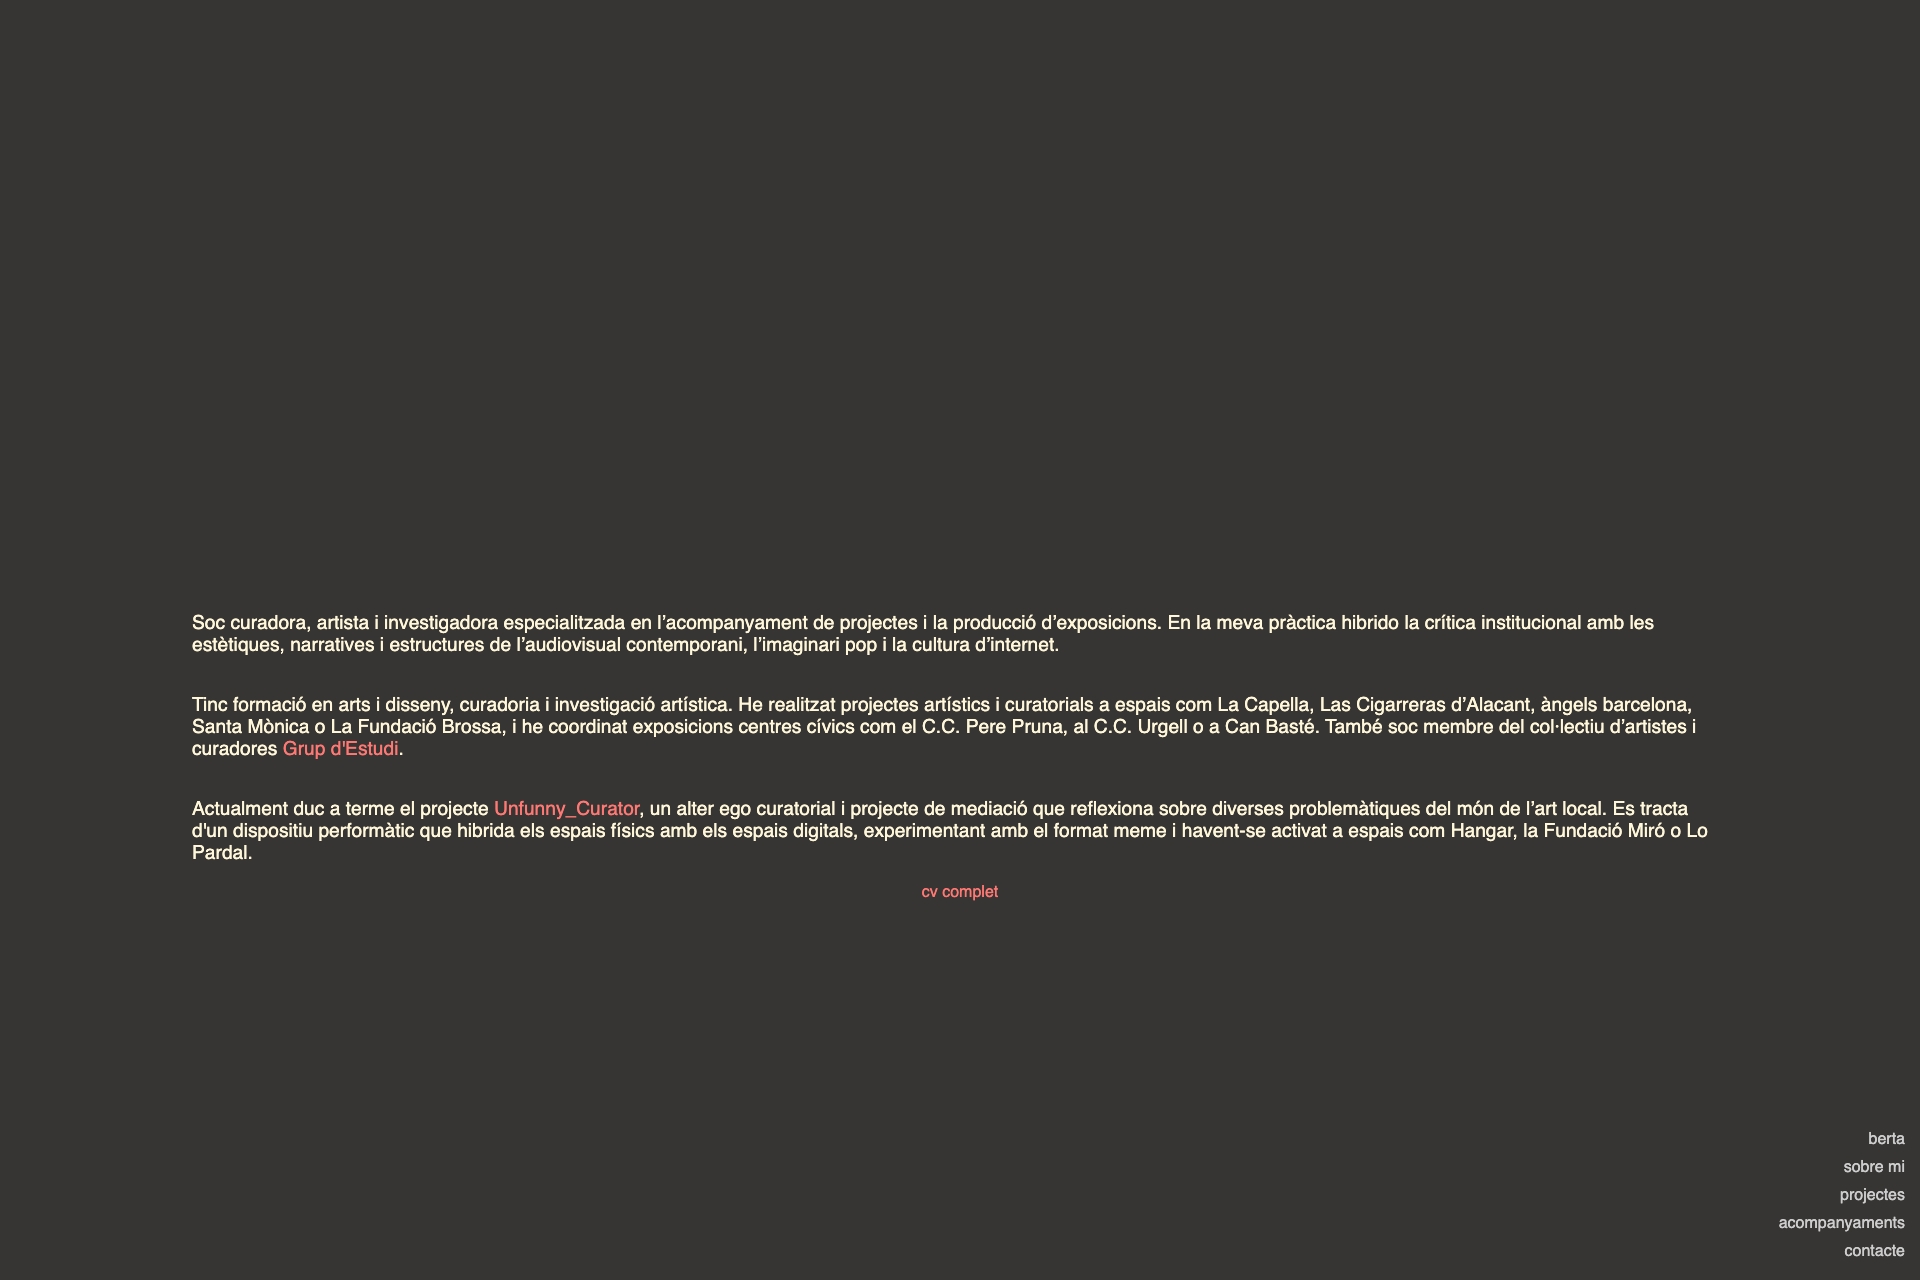 Soc curadora, artista i investigadora especialitzada en l’acompanyament de projectes i la producció d’exposicions. En la meva pràctica hibrido la crítica institucional amb les
estètiques, narratives i estructures de l’audiovisual contemporani, l’imaginari pop i la cultura d’internet.
Tinc formació en arts i disseny, curadoria i investigació artística. He realitzat projectes artístics i curatorials a espais com La Capella, Las Cigarreras d’Alacant, àngels barcelona,
Santa Mònica o La Fundació Brossa, i he coordinat exposicions centres cívics com el C.C. Pere Pruna, al C.C. Urgell o a Can Basté. També soc membre del col·lectiu d’artistes i
curadores Grup d'Estudi.
Actualment duc a terme el projecte Unfunny_Curator, un alter ego curatorial i projecte de mediació que reflexiona sobre diverses problemàtiques del món de l’art local. Es tracta
d'un dispositiu performàtic que hibrida els espais físics amb els espais digitals, experimentant amb el format meme i havent-se activat a espais com Hangar, la Fundació Miró o Lo
Pardal.
cv complet
berta
sobre mi
projectes
acompanyaments
contacte